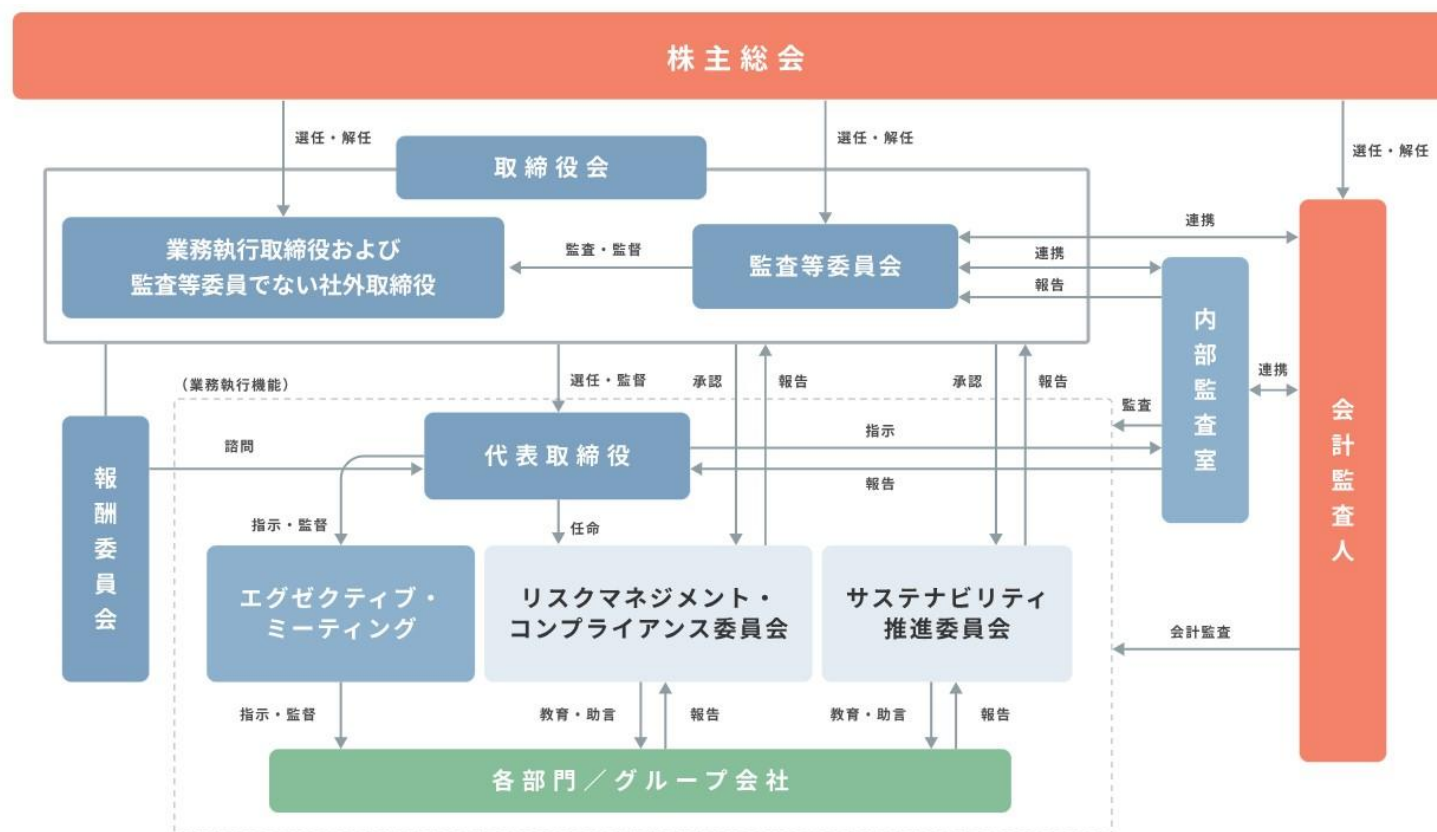 株主総会
選任・解任
選任・解任
選任・解任
取締役会
業務執行取締役および
監査等委員でない社外取締役
監査・監督
監査等委員会
連携
連携
報告
内部監査室
連携
会計監査人
(業務執行機能)
選任・監督
承認
報告
承認
報告
監査
報酬委員会
諮問
代表取締役
指示
報告
指示・監督
任命
エグゼクティブ・
ミーティング
リスクマネジメント・
コンプライアンス委員会
サステナビリティ
推進委員会
会計監査
指示・監督
教育・助言
報告
教育・助言
報告
各部門／グループ会社